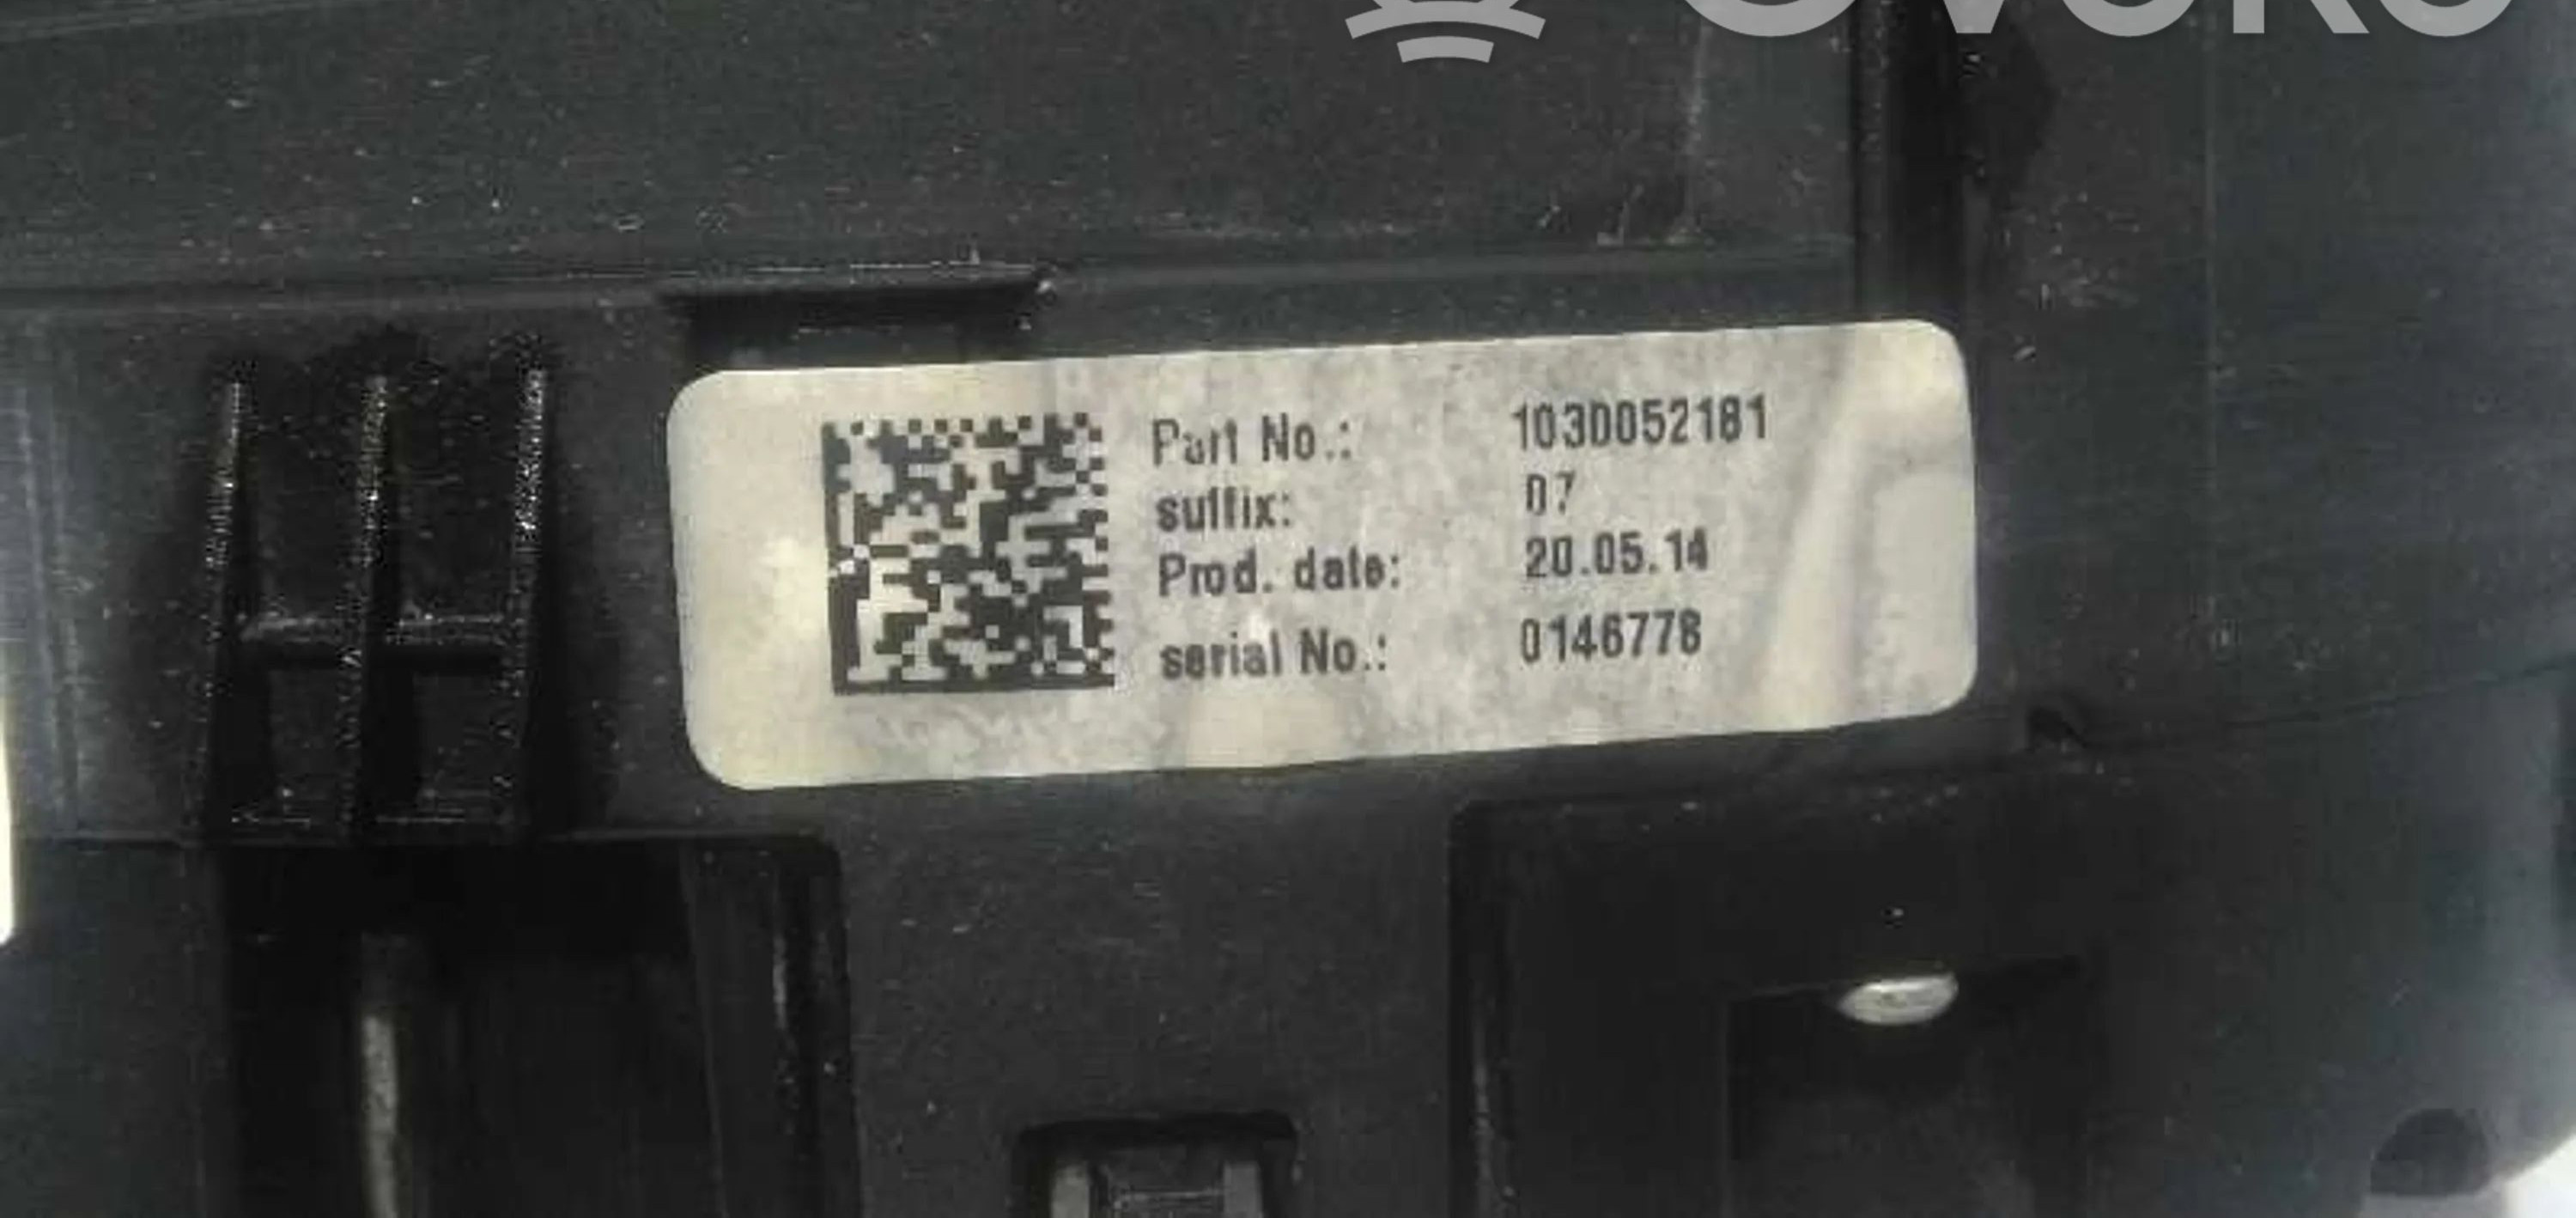 Part No.: 1030052181
suffix: 07
Prod. date: 20.05.14
serial No.: 0146778